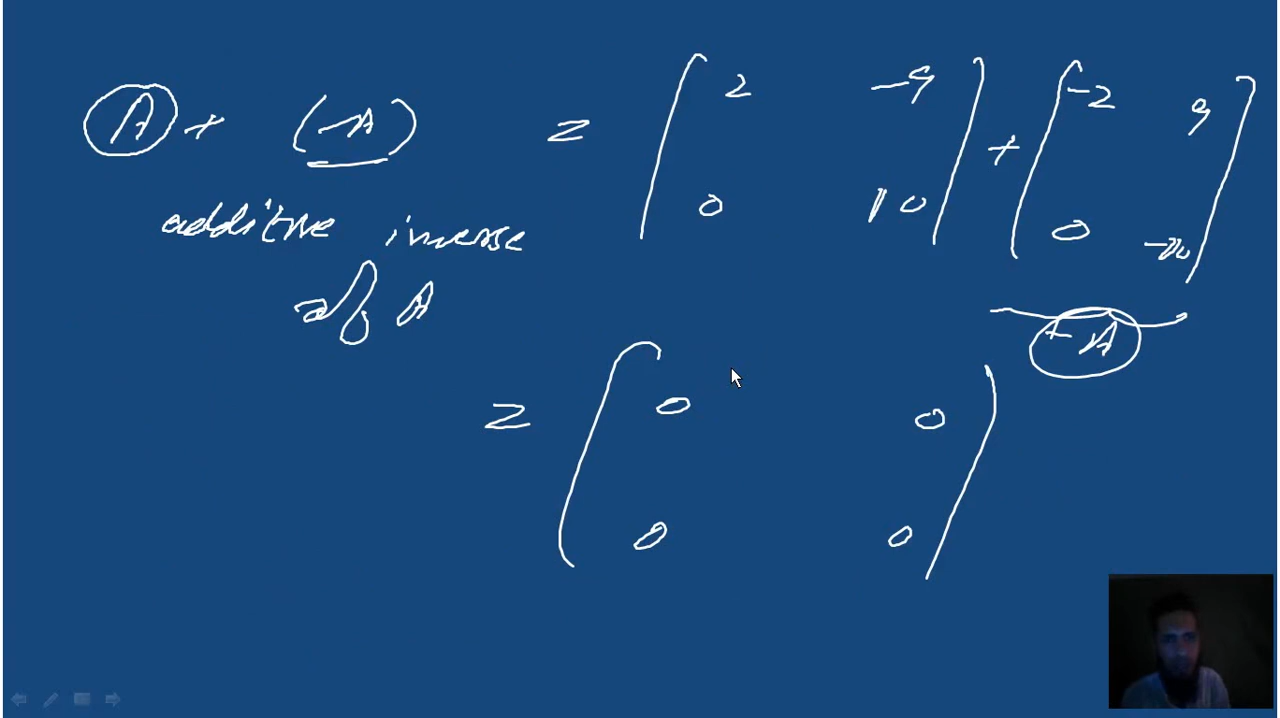 A + (-A) = [ 2 -9 ] + [ -2 9 ]
[ 0 10 ] [ 0 -10 ]
additive inverse
of A
-A
= [ 0 0 ]
[ 0 0 ]